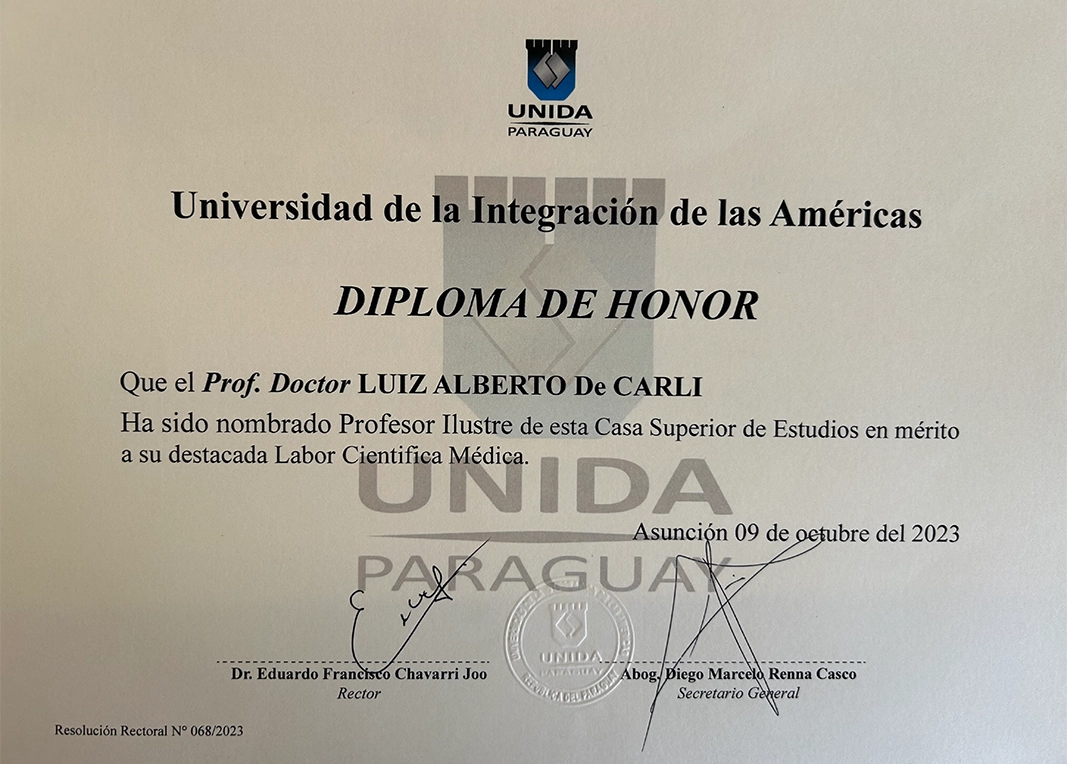 UNIDA
PARAGUAY
Universidad de la Integración de las Américas
DIPLOMA DE HONOR
Que el Prof. Doctor LUIZ ALBERTO De CARLI
Ha sido nombrado Profesor Ilustre de esta Casa Superior de Estudios en mérito
a su destacada Labor Cientifica Médica.
UNIDA
Asunción 09 de octubre del 2023
PARAGUAY
UNIDA
PARAGUAY
REPUBLICA DEL PARAGUAY
Dr. Eduardo Francisco Chavarri Joo
Abog. Diego Marcelo Renna Casco
Rector
Secretario General
Resolución Rectoral N° 068/2023